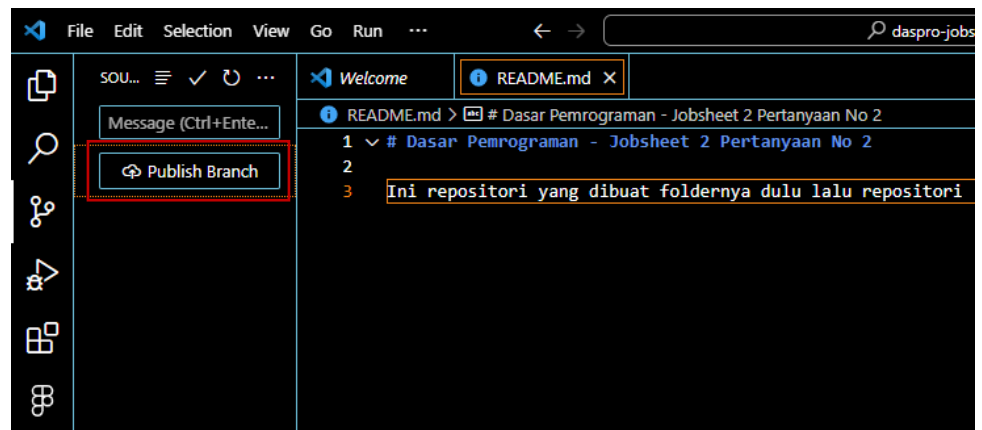 File Edit Selection View Go Run ··· daspro-jobs
SOU... ···
Welcome README.md
Message (Ctrl+Ente...
README.md > # Dasar Pemrograman - Jobsheet 2 Pertanyaan No 2
Publish Branch
1 # Dasar Pemrograman - Jobsheet 2 Pertanyaan No 2
2
3 Ini repositori yang dibuat foldernya dulu lalu repositori